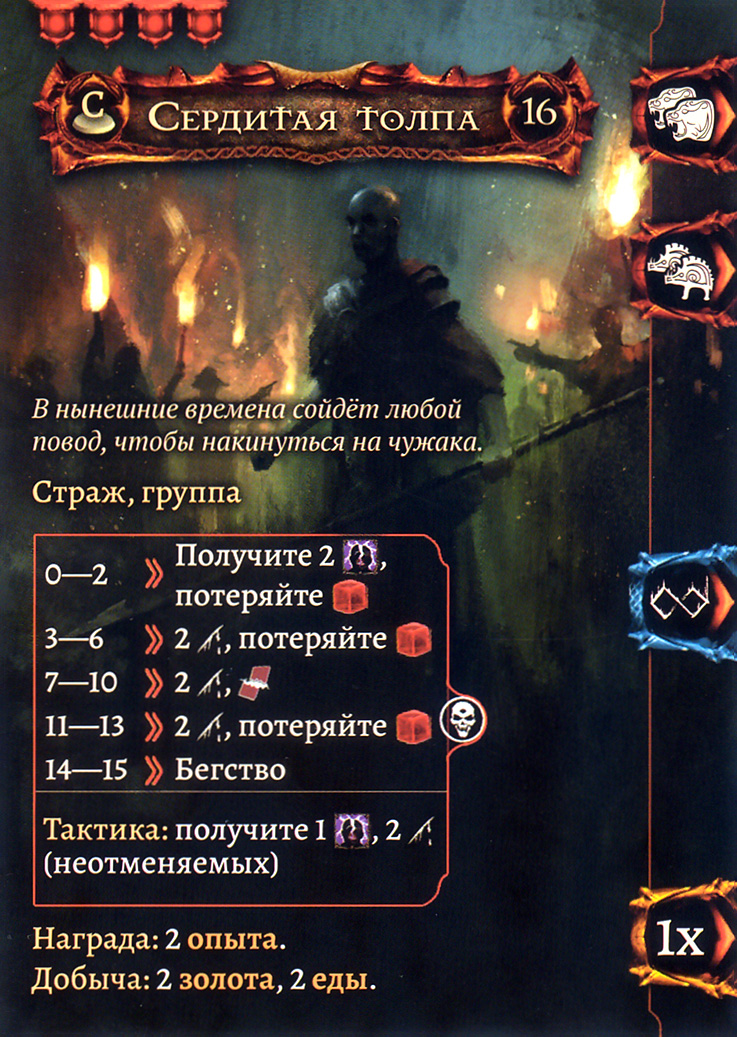 С
Сердитая толпа
16
В нынешние времена сойдёт любой
повод, чтобы накинуться на чужака.
Страж, группа
0—2 Получите 2 ,
потеряйте
3—6 2 , потеряйте
7—10 2 ,
11—13 2 , потеряйте
14—15 Бегство
Тактика: получите 1 , 2
(неотменяемых)
1x
Награда: 2 опыта.
Добыча: 2 золота, 2 еды.